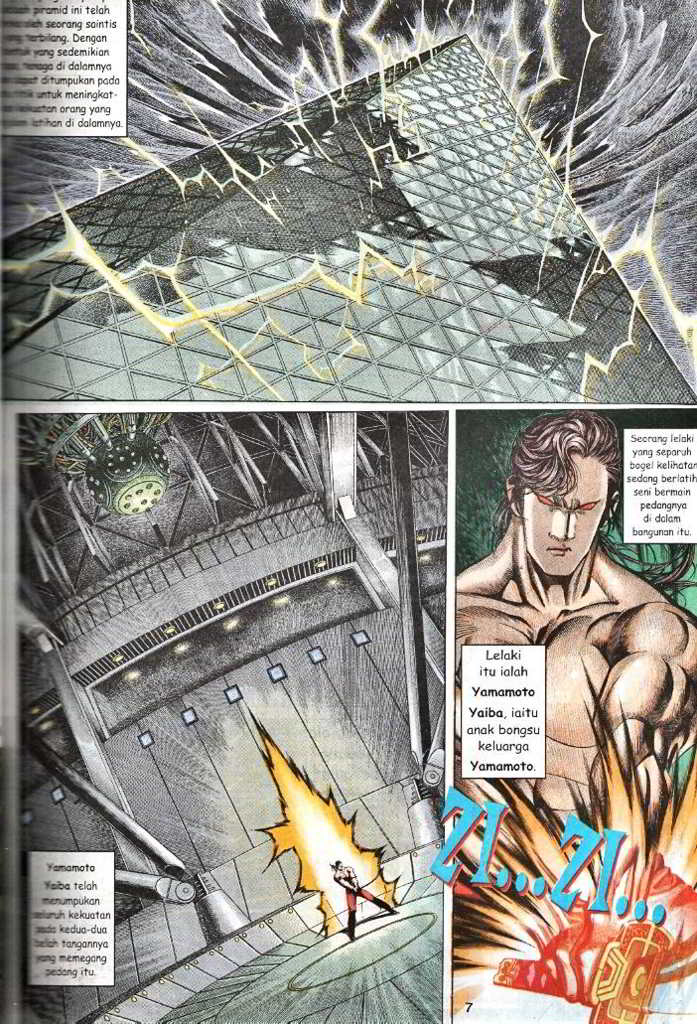 piramid ini telah
oleh seorang saintis
terbilang. Dengan
yang sedemikian
tenaga di dalamnya
ditumpukan pada
untuk meningkat-
orang yang
latihan di dalamnya.
Seorang lelaki
yang separuh
bogel kelihatan
sedang berlatih
seni bermain
pedangnya
di dalam
bangunan itu.
Lelaki
itu ialah
Yamamoto
Yaiba, iaitu
anak bongsu
keluarga
Yamamoto.
ZI...ZI...
Yamamoto
Yaiba telah
menumpukan
seluruh kekuatan
pada kedua-dua
belah tangannya
yang memegang
pedang itu.
7